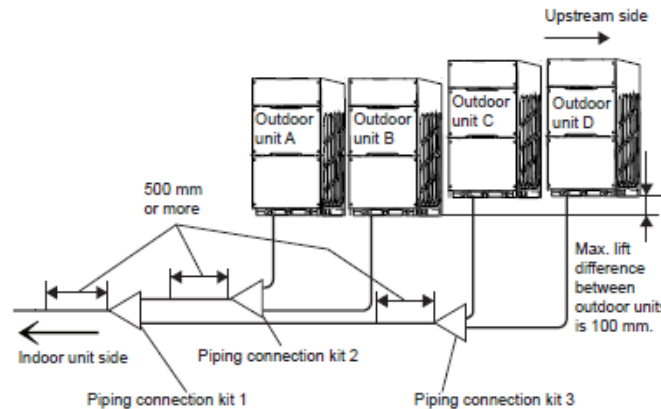 Upstream side
Outdoor
unit A
Outdoor
unit B
Outdoor
unit C
Outdoor
unit D
500 mm
or more
Max. lift
difference
between
outdoor units
is 100 mm.
Indoor unit side
Piping connection kit 2
Piping connection kit 1
Piping connection kit 3